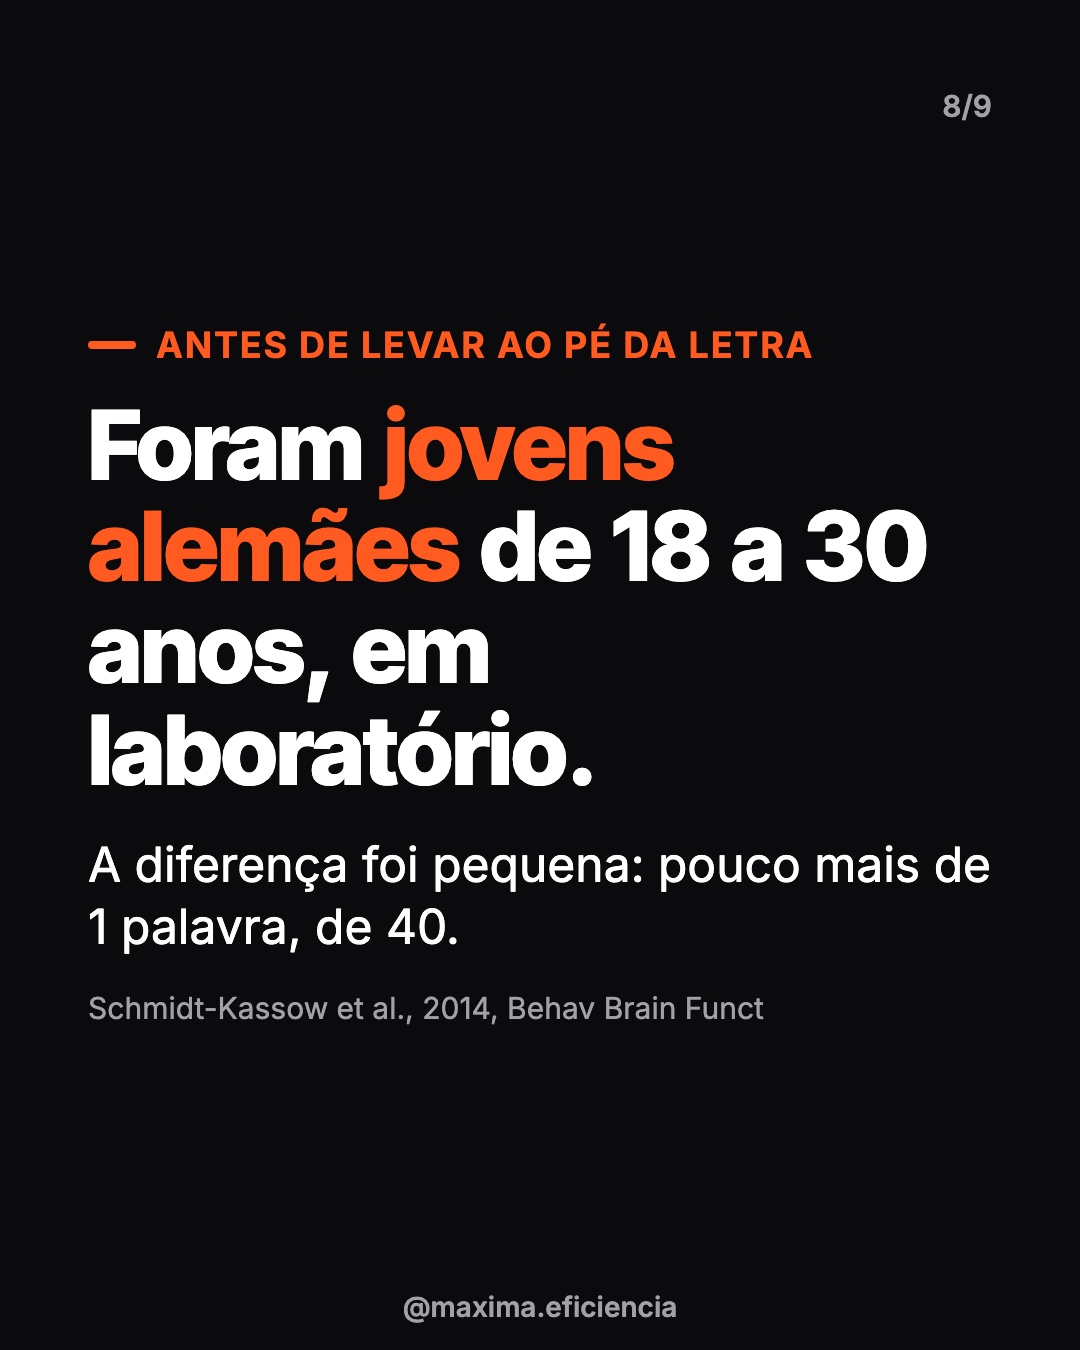 8/9
ANTES DE LEVAR AO PÉ DA LETRA
Foram jovens
alemães de 18 a 30
anos, em
laboratório.
A diferença foi pequena: pouco mais de
1 palavra, de 40.
Schmidt-Kassow et al., 2014, Behav Brain Funct
@maxima.eficiencia